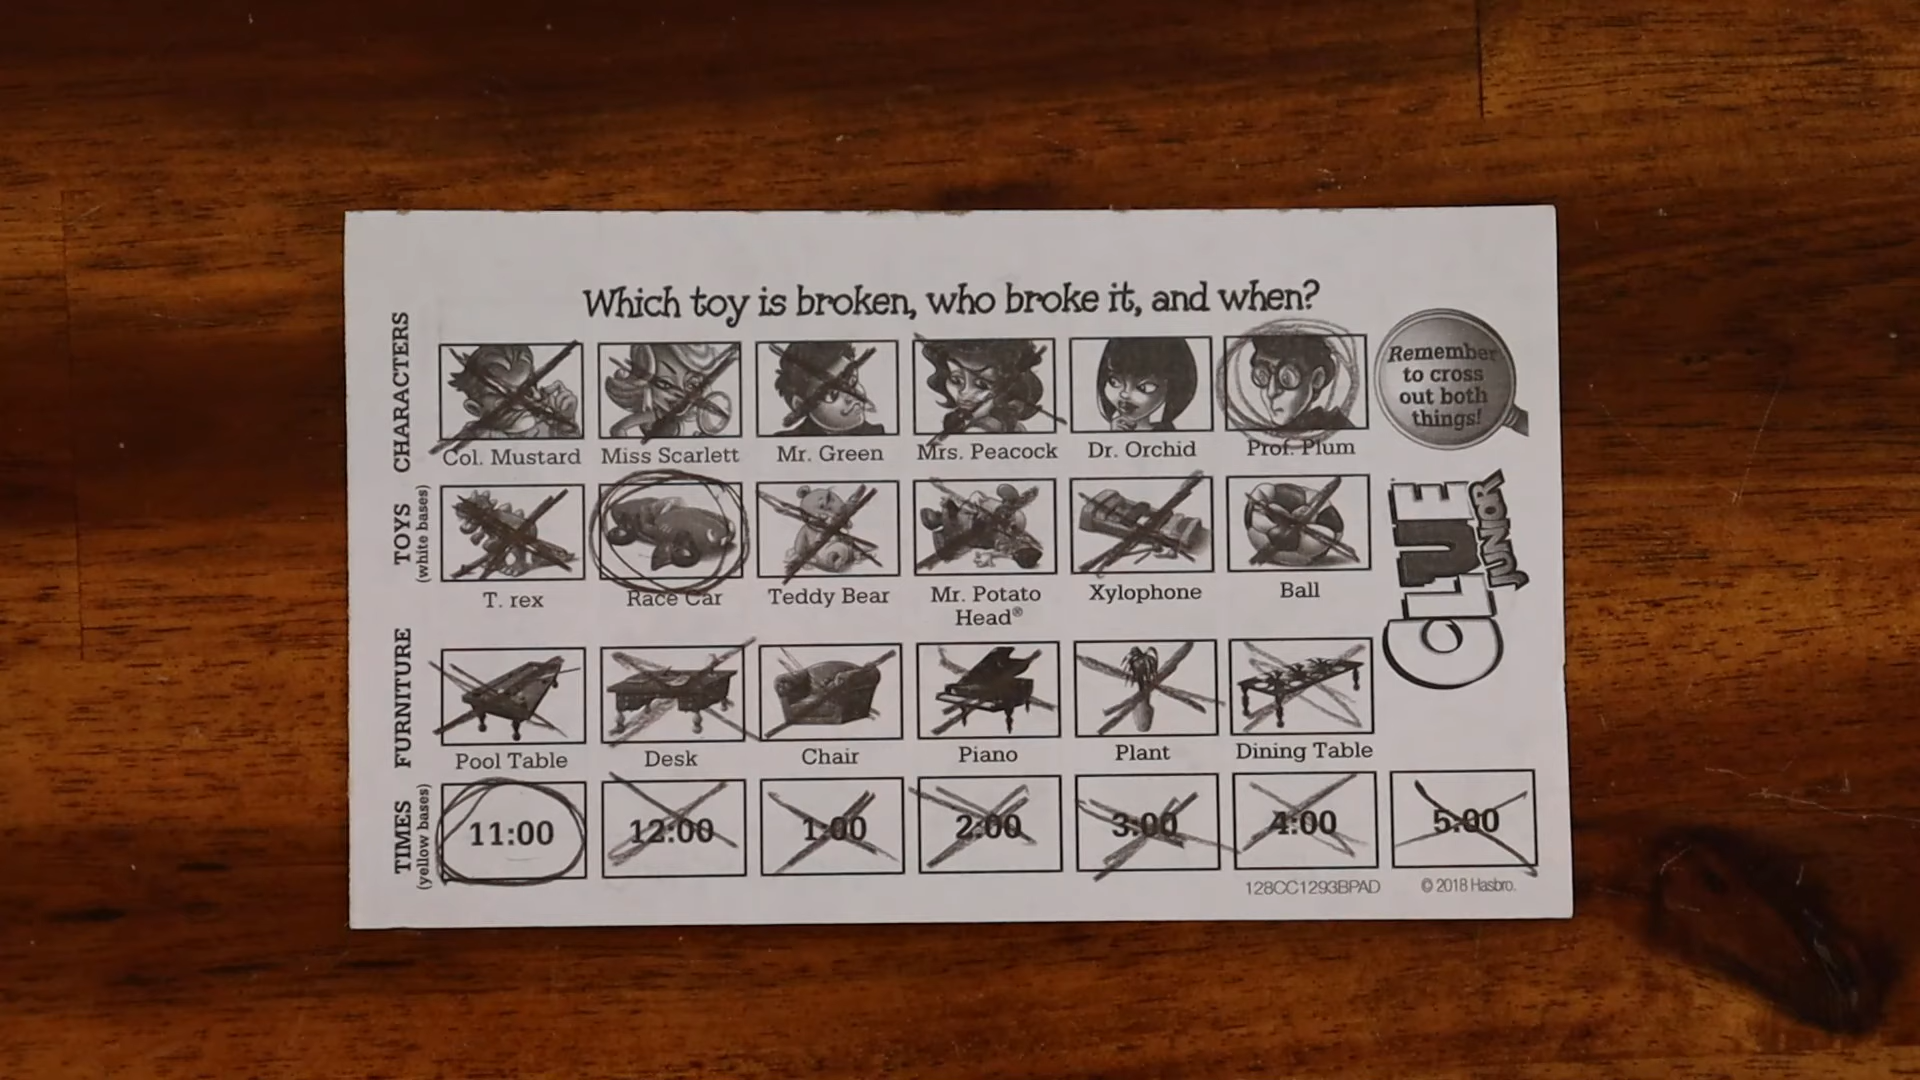 Which toy is broken, who broke it, and when?
CHARACTERS
Col. Mustard
Miss Scarlett
Mr. Green
Mrs. Peacock
Dr. Orchid
Prof. Plum
Remember
to cross
out both
things!
TOYS
(white bases)
T. rex
Race Car
Teddy Bear
Mr. Potato
Head®
Xylophone
Ball
CLUE
JUNIOR
FURNITURE
Pool Table
Desk
Chair
Piano
Plant
Dining Table
TIMES
(yellow bases)
11:00
12:00
1:00
2:00
3:00
4:00
5:00
128CC1293BPAD
© 2018 Hasbro.